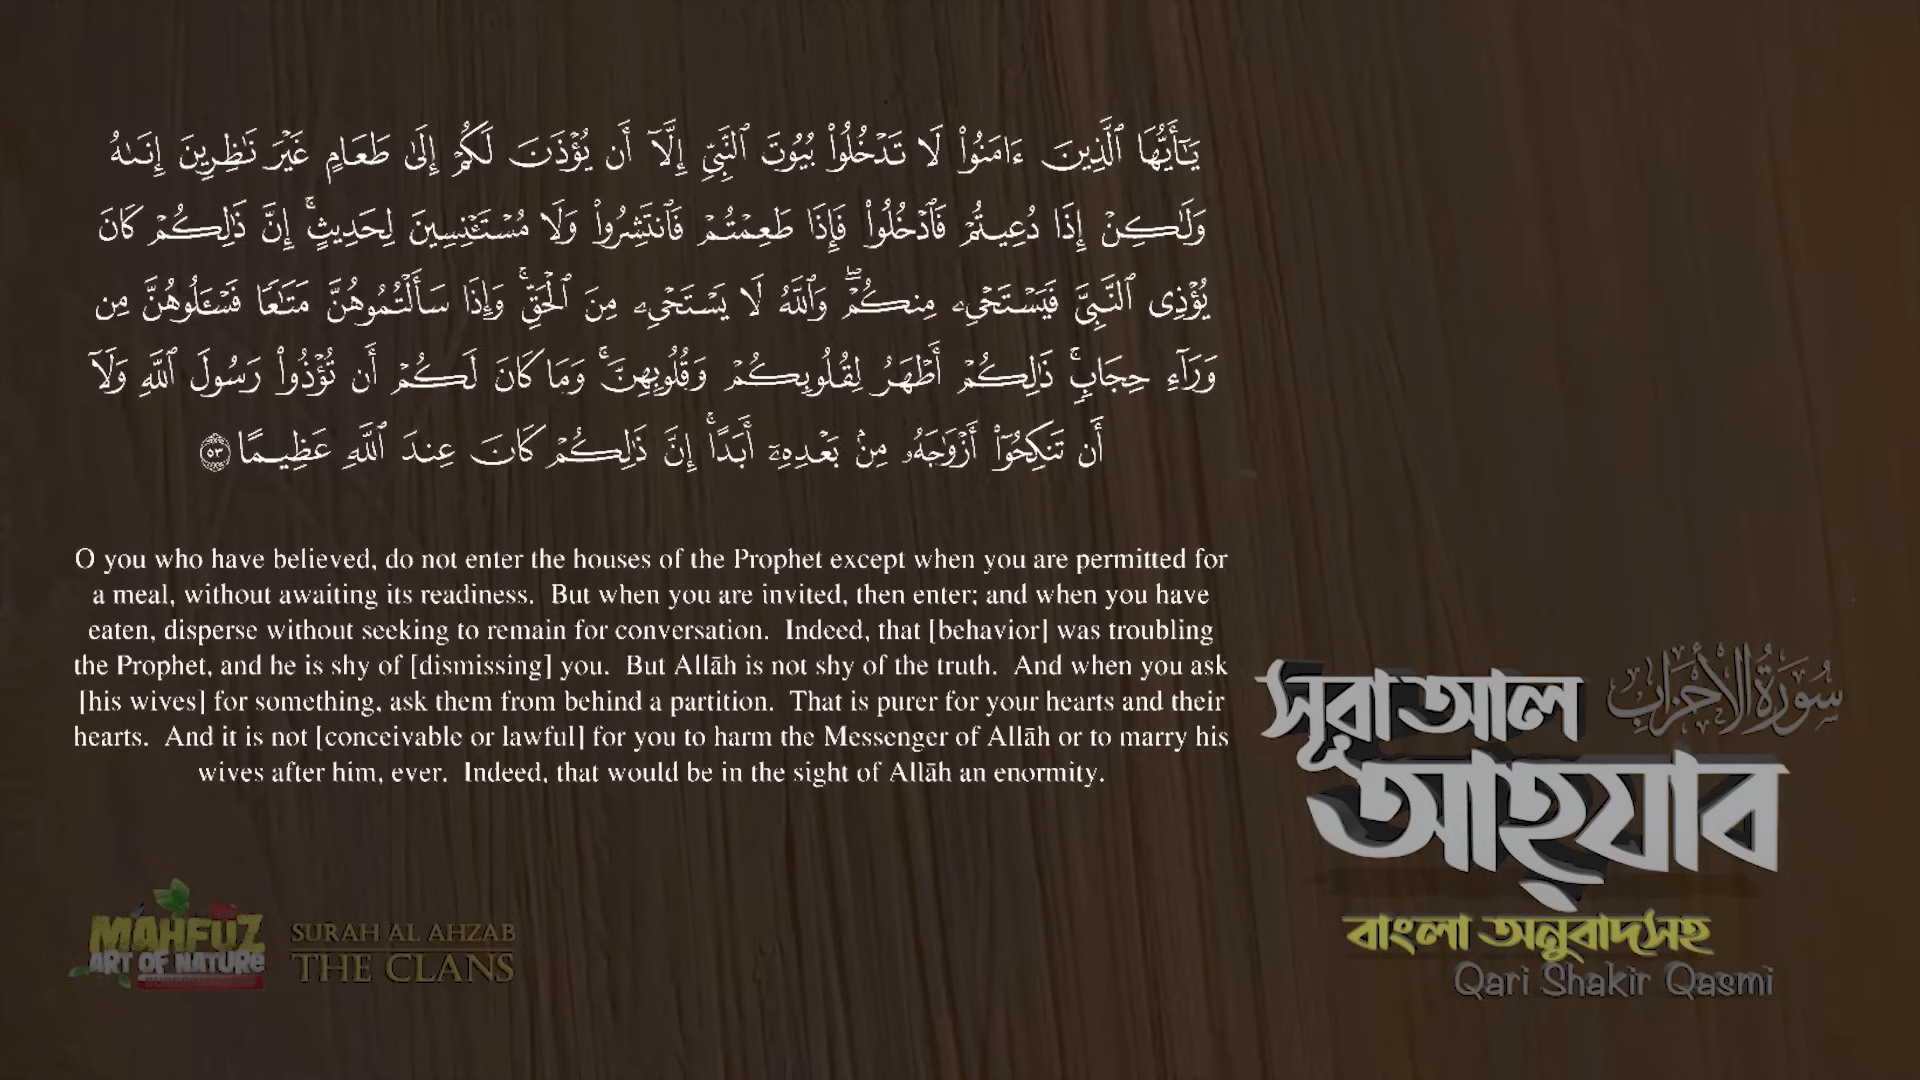 يَـٰٓأَيُّهَا ٱلَّذِينَ ءَامَنُوا۟ لَا تَدْخُلُوا۟ بُيُوتَ ٱلنَّبِىِّ إِلَّآ أَن يُؤْذَنَ لَكُمْ إِلَىٰ طَعَامٍ غَيْرَ نَـٰظِرِينَ إِنَىٰهُ
وَلَـٰكِنْ إِذَا دُعِيتُمْ فَٱدْخُلُوا۟ فَإِذَا طَعِمْتُمْ فَٱنتَشِرُوا۟ وَلَا مُسْتَـْٔنِسِينَ لِحَدِيثٍ ۚ إِنَّ ذَٰلِكُمْ كَانَ
يُؤْذِى ٱلنَّبِىَّ فَيَسْتَحْىِۦ مِنكُمْ ۖ وَٱللَّهُ لَا يَسْتَحْىِۦ مِنَ ٱلْحَقِّ ۚ وَإِذَا سَأَلْتُمُوهُنَّ مَتَـٰعًا فَسْـَٔلُوهُنَّ مِن
وَرَآءِ حِجَابٍ ۚ ذَٰلِكُمْ أَطْهَرُ لِقُلُوبِكُمْ وَقُلُوبِهِنَّ ۚ وَمَا كَانَ لَكُمْ أَن تُؤْذُوا۟ رَسُولَ ٱللَّهِ وَلَآ
أَن تَنكِحُوٓا۟ أَزْوَٰجَهُۥ مِنۢ بَعْدِهِۦٓ أَبَدًا ۚ إِنَّ ذَٰلِكُمْ كَانَ عِندَ ٱللَّهِ عَظِيمًا ٥٣
O you who have believed, do not enter the houses of the Prophet except when you are permitted for
a meal, without awaiting its readiness. But when you are invited, then enter; and when you have
eaten, disperse without seeking to remain for conversation. Indeed, that [behavior] was troubling
the Prophet, and he is shy of [dismissing] you. But Allāh is not shy of the truth. And when you ask
[his wives] for something, ask them from behind a partition. That is purer for your hearts and their
hearts. And it is not [conceivable or lawful] for you to harm the Messenger of Allāh or to marry his
wives after him, ever. Indeed, that would be in the sight of Allāh an enormity.
সূরা আল
سُورَةُ الأَحْزَاب
আহযাব
বাংলা অনুবাদসহ
Qari Shakir Qasmi
MAHFUZ
ART OF NATURE
SURAH AL AHZAB
THE CLANS